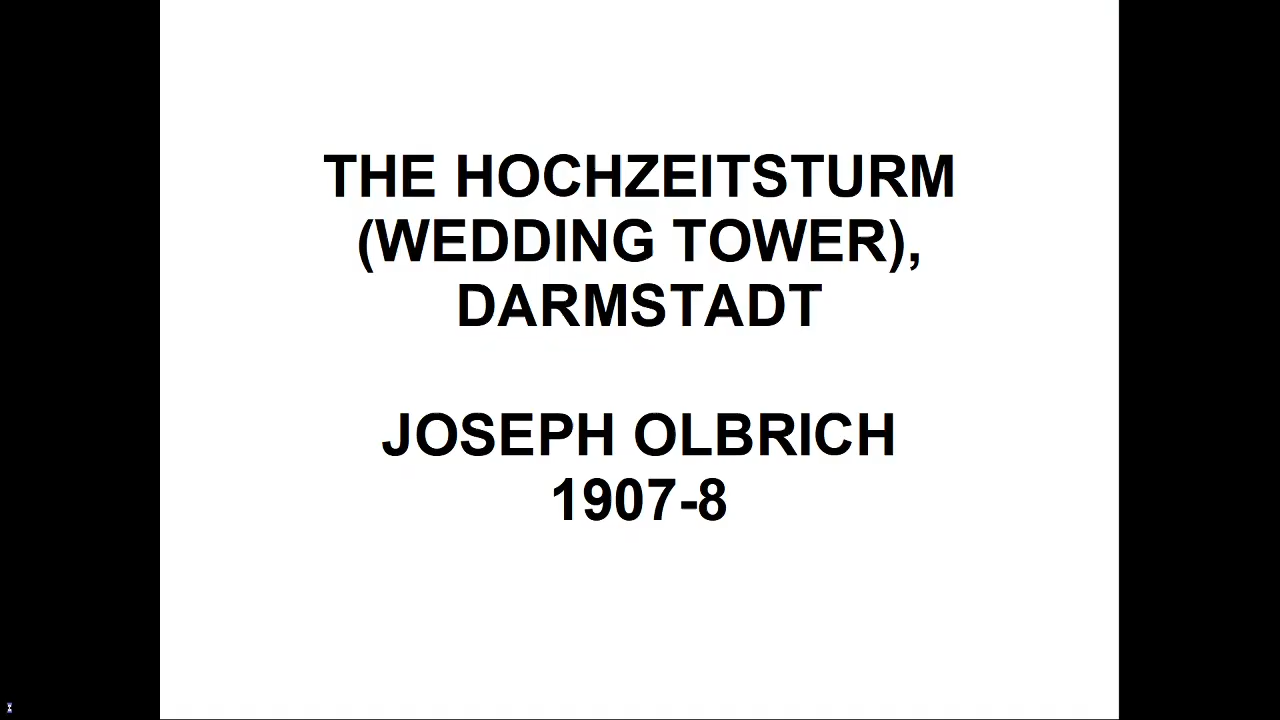 THE HOCHZEITSTURM
(WEDDING TOWER),
DARMSTADT
JOSEPH OLBRICH
1907-8